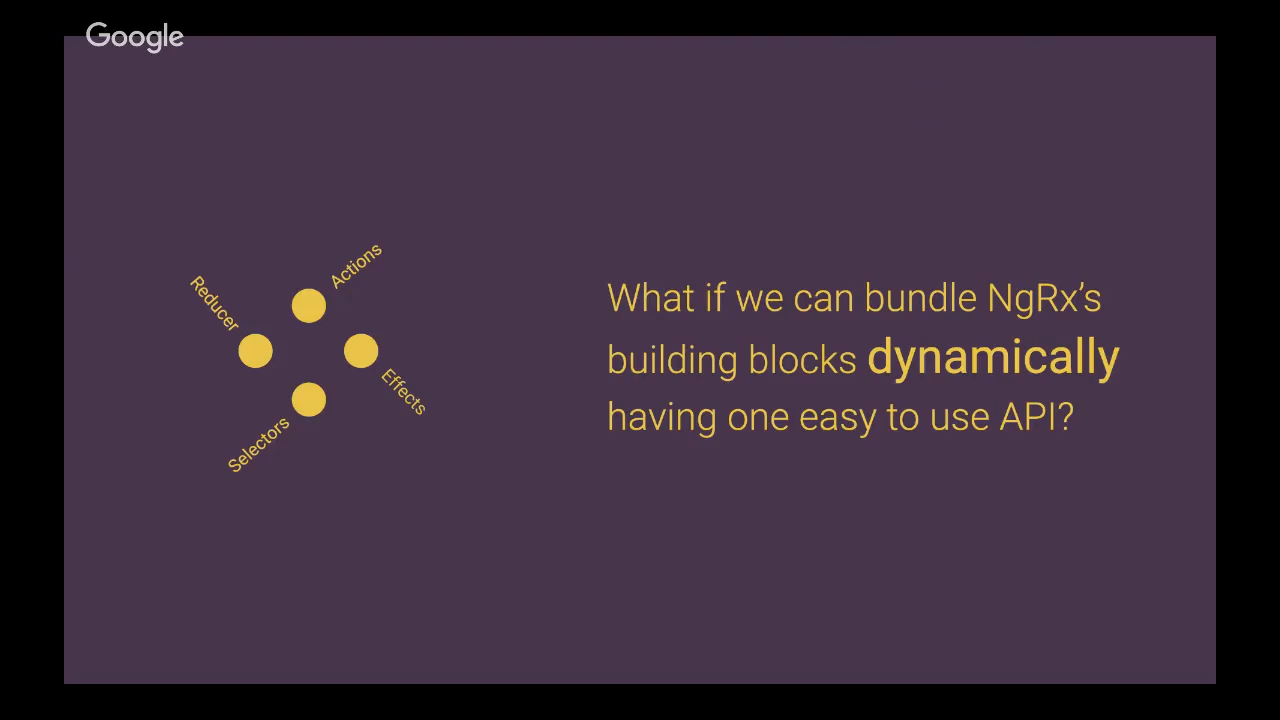 Google
Reducer
Actions
Effects
Selectors
What if we can bundle NgRx’s
building blocks dynamically
having one easy to use API?